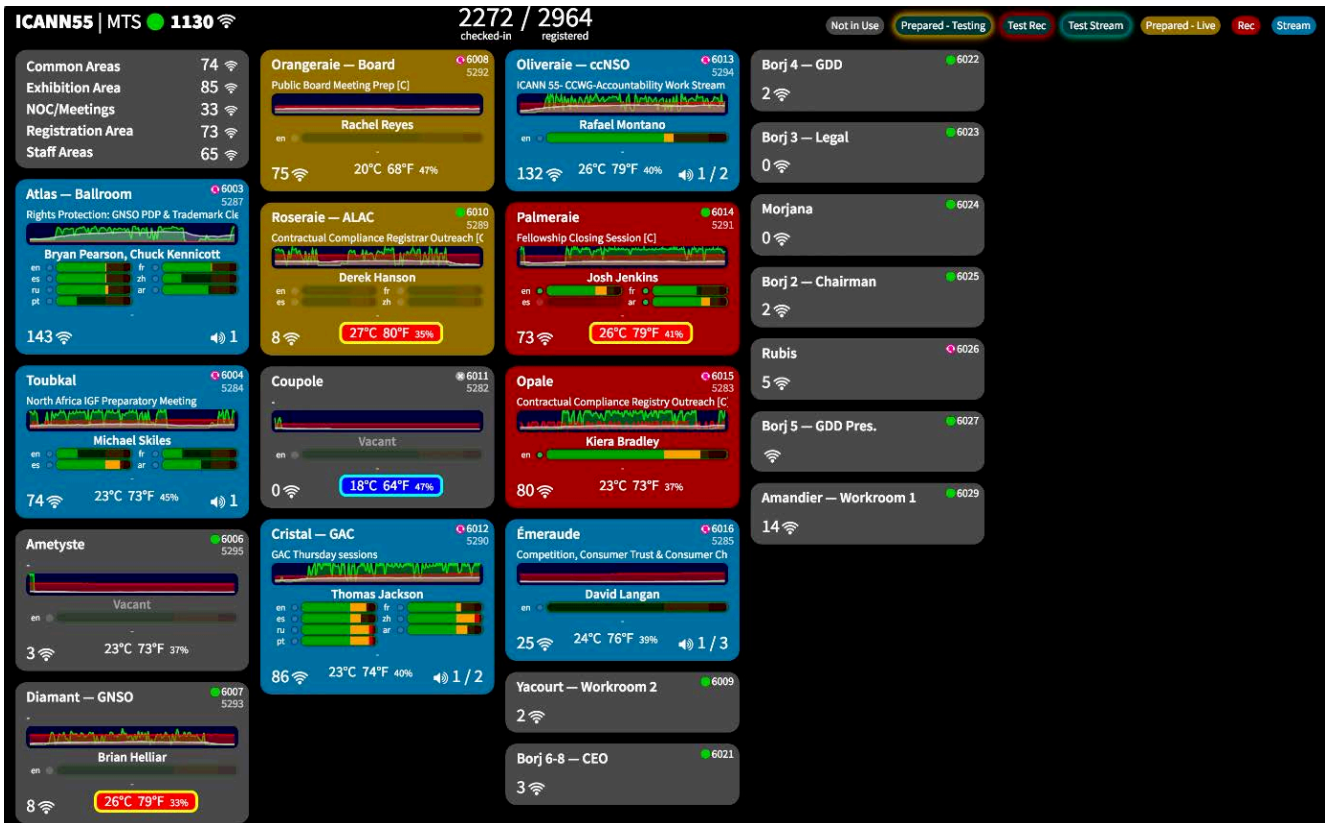 ICANN55 | MTS 1130
2272 / 2964
checked-in registered
Not in Use Prepared - Testing Test Rec Test Stream Prepared - Live Rec Stream
Common Areas 74
Exhibition Area 85
NOC/Meetings 33
Registration Area 73
Staff Areas 65
Atlas — Ballroom 6003
5287
Rights Protection: GNSO PDP & Trademark Cle
Bryan Pearson, Chuck Kennicott
en fr
es zh
ru ar
pt
-
143 1
Toubkal 6004
5284
North Africa IGF Preparatory Meeting
Michael Skiles
en fr
es ar
-
74 23°C 73°F 45% 1
Ametyste 6006
5295
-
Vacant
en
-
3 23°C 73°F 37%
Diamant — GNSO 6007
5293
-
Brian Helliar
en
-
8 26°C 79°F 33%
Orangeraie — Board 6008
5292
Public Board Meeting Prep [C]
Rachel Reyes
en
-
75 20°C 68°F 47%
Roseraie — ALAC 6010
5289
Contractual Compliance Registrar Outreach [C
Derek Hanson
en fr
es zh
-
8 27°C 80°F 35%
Coupole 6011
5282
-
Vacant
en
-
0 18°C 64°F 47%
Cristal — GAC 6012
5290
GAC Thursday sessions
Thomas Jackson
en fr
es zh
ru ar
pt
-
86 23°C 74°F 40% 1 / 2
Oliveraie — ccNSO 6013
5294
ICANN 55- CCWG-Accountability Work Stream
Rafael Montano
en
-
132 26°C 79°F 40% 1 / 2
Palmeraie 6014
5291
Fellowship Closing Session [C]
Josh Jenkins
en fr
es ar
-
73 26°C 79°F 41%
Opale 6015
5283
Contractual Compliance Registry Outreach [C]
Kiera Bradley
en
-
80 23°C 73°F 37%
Émeraude 6016
5285
Competition, Consumer Trust & Consumer Ch
David Langan
en
-
25 24°C 76°F 39% 1 / 3
Yacourt — Workroom 2 6009
2
Borj 6-8 — CEO 6021
3
Borj 4 — GDD 6022
2
Borj 3 — Legal 6023
0
Morjana 6024
0
Borj 2 — Chairman 6025
2
Rubis 6026
5
Borj 5 — GDD Pres. 6027
Amandier — Workroom 1 6029
14